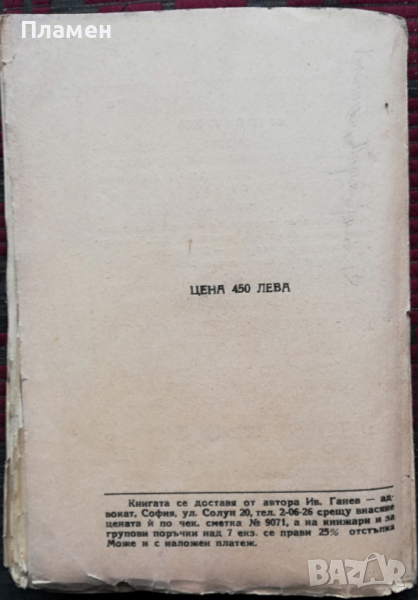 Пламен
ЦЕНА 450 ЛЕВА
Книгата се доставя от автора Ив. Ганев — ад-
вокат, София, ул. Солун 20, тел. 2-06-26 срещу внасяне
цената ѝ по чек. сметка № 9071, а на книжари и за
групови поръчки над 7 екз. се прави 25% отстъпка
Може и с наложен платеж.
BAZAR